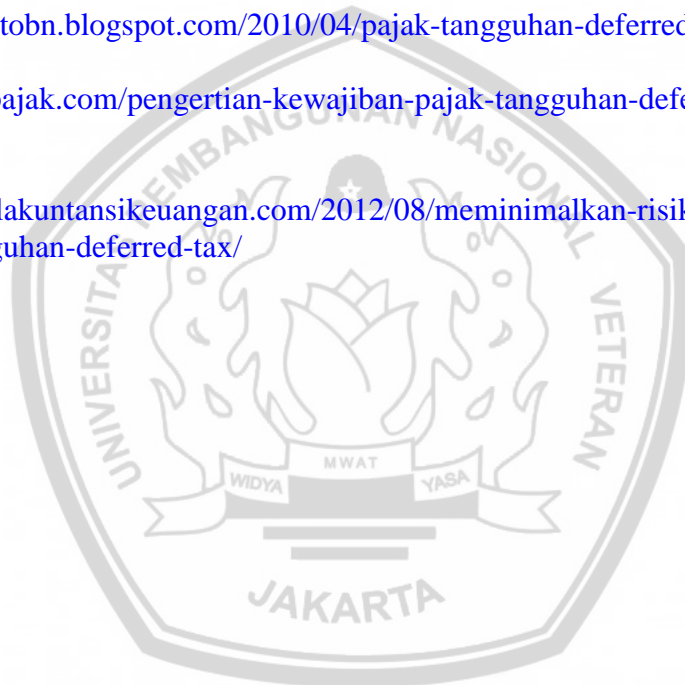 tobn.blogspot.com/2010/04/pajak-tangguhan-deferred
pajak.com/pengertian-kewajiban-pajak-tangguhan-defe
lakuntansikeuangan.com/2012/08/meminimalkan-risik
guhan-deferred-tax/
UNIVERSITAS PEMBANGUNAN NASIONAL VETERAN
MWAT
WIDYA YASA
JAKARTA